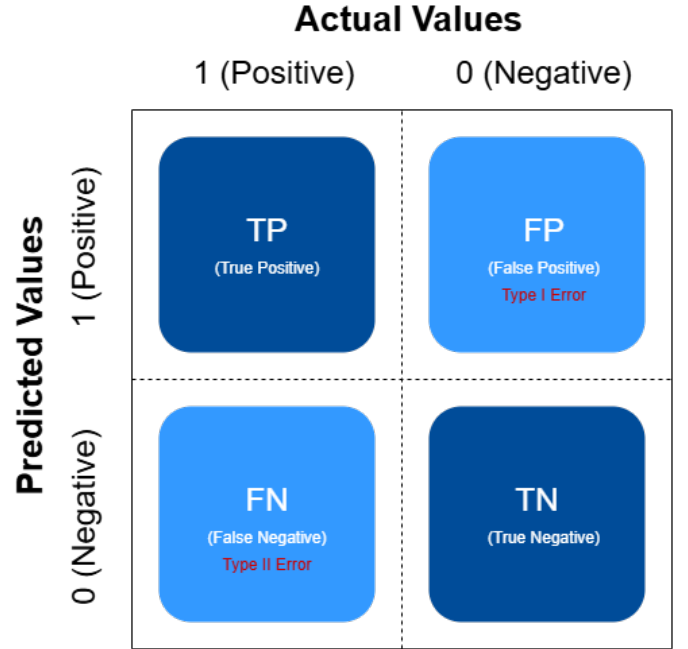 Actual Values
1 (Positive)
0 (Negative)
Predicted Values
1 (Positive)
TP
(True Positive)
FP
(False Positive)
Type I Error
0 (Negative)
FN
(False Negative)
Type II Error
TN
(True Negative)